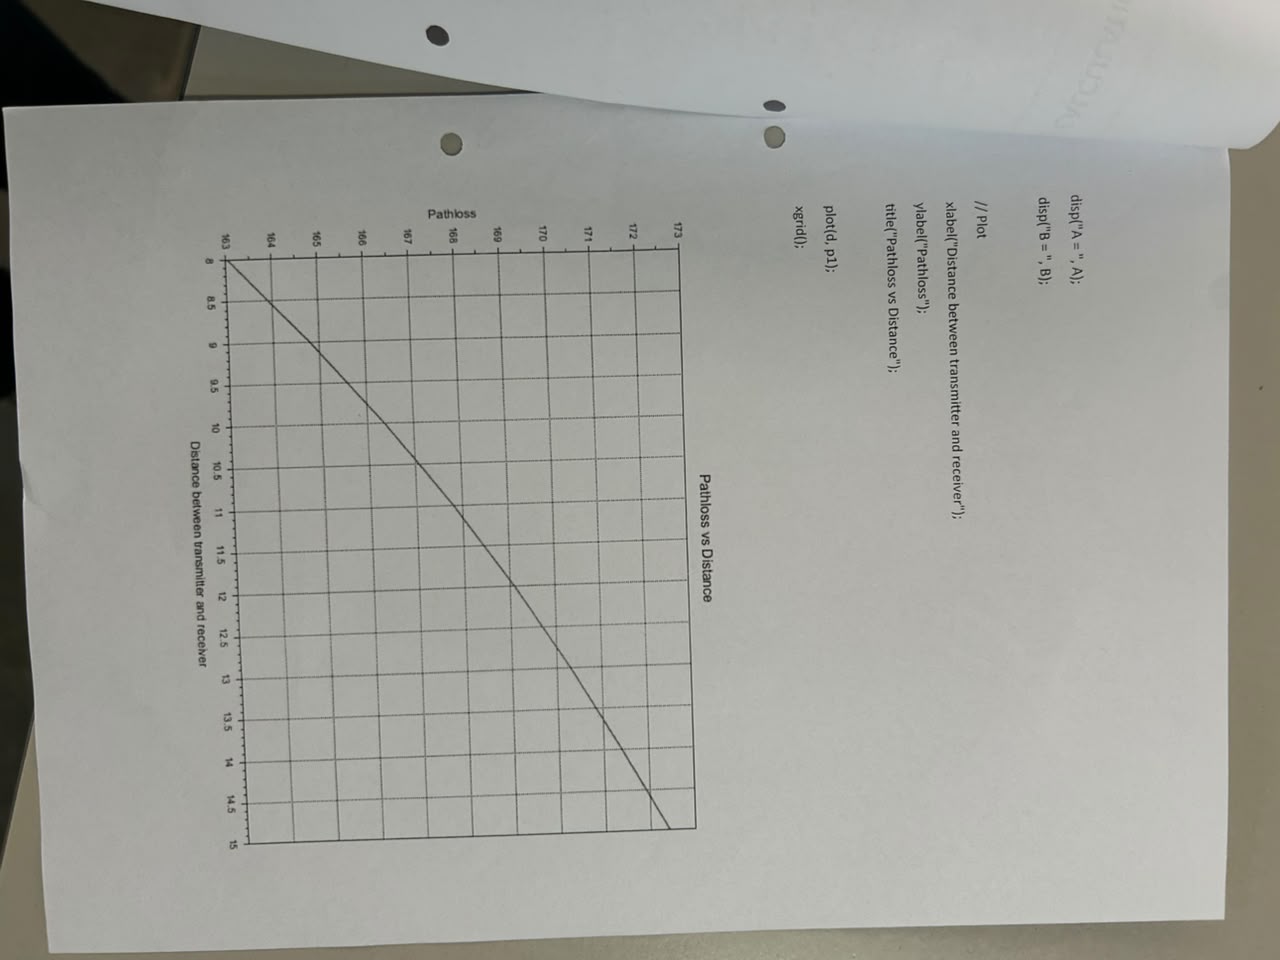 disp("A = ", A);
disp("B = ", B);
// Plot
xlabel("Distance between transmitter and receiver");
ylabel("Pathloss");
title("Pathloss vs Distance");
plot(d, p1);
xgrid();
Pathloss vs Distance
173
172
171
170
169
168
167
166
165
164
163
Pathloss
8 8.5 9 9.5 10 10.5 11 11.5 12 12.5 13 13.5 14 14.5 15
Distance between transmitter and receiver